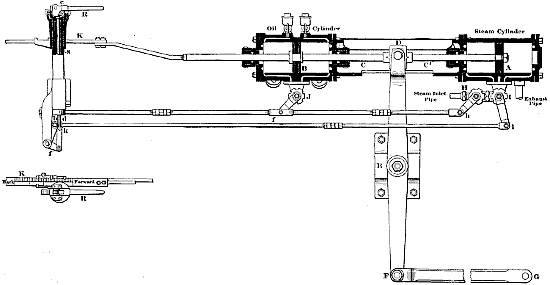 R
Steam Cylinder
Oil
Cylinder
K
D
B
C
C'
A
J
H
I
Steam Inlet
Pipe
Exhaust
Pipe
f
h
i
d
k
f
E
K
Back
Forward
R
F
G